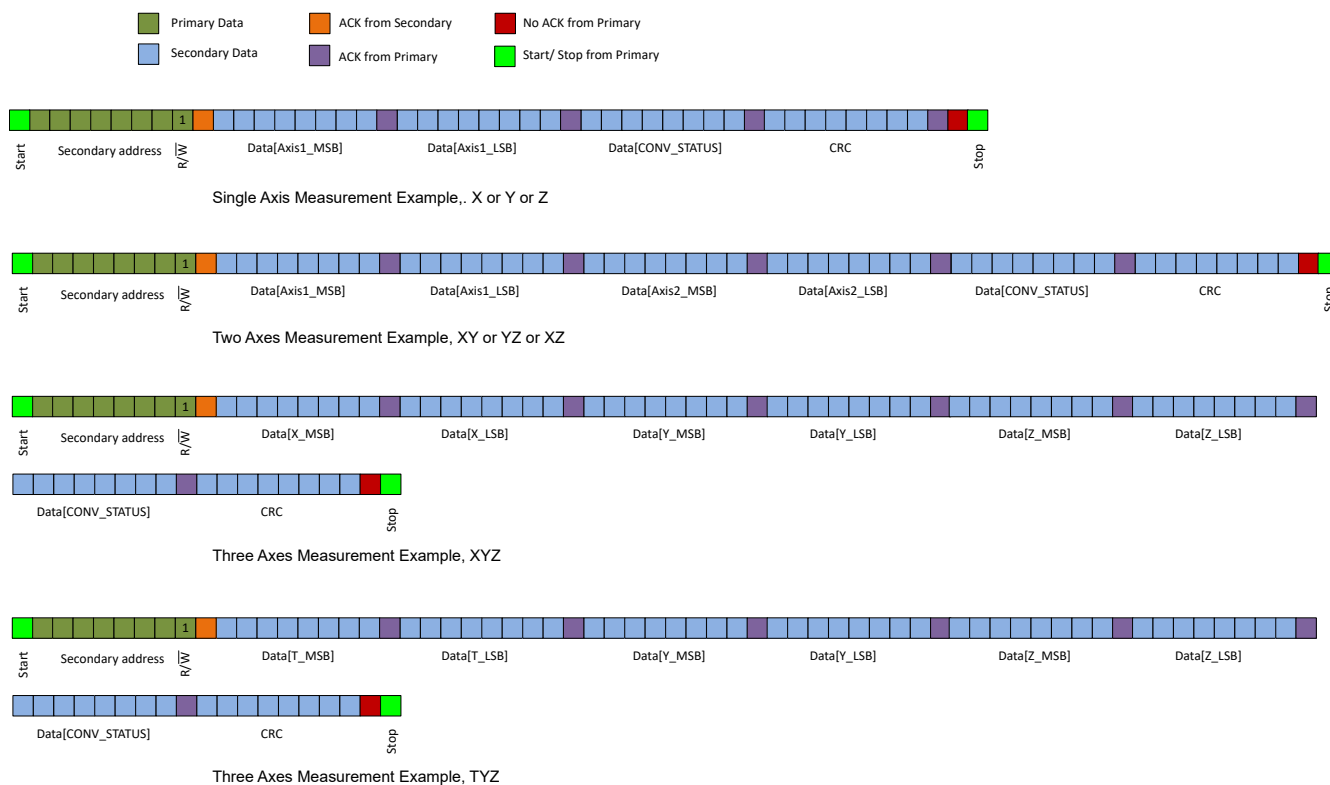 Primary Data ACK from Secondary No ACK from Primary
Secondary Data ACK from Primary Start/ Stop from Primary
1
Start Secondary address R/W Data[Axis1_MSB] Data[Axis1_LSB] Data[CONV_STATUS] CRC Stop
Single Axis Measurement Example,. X or Y or Z
1
Start Secondary address R/W Data[Axis1_MSB] Data[Axis1_LSB] Data[Axis2_MSB] Data[Axis2_LSB] Data[CONV_STATUS] CRC Stop
Two Axes Measurement Example, XY or YZ or XZ
1
Start Secondary address R/W Data[X_MSB] Data[X_LSB] Data[Y_MSB] Data[Y_LSB] Data[Z_MSB] Data[Z_LSB]
Data[CONV_STATUS] CRC Stop
Three Axes Measurement Example, XYZ
1
Start Secondary address R/W Data[T_MSB] Data[T_LSB] Data[Y_MSB] Data[Y_LSB] Data[Z_MSB] Data[Z_LSB]
Data[CONV_STATUS] CRC Stop
Three Axes Measurement Example, TYZ